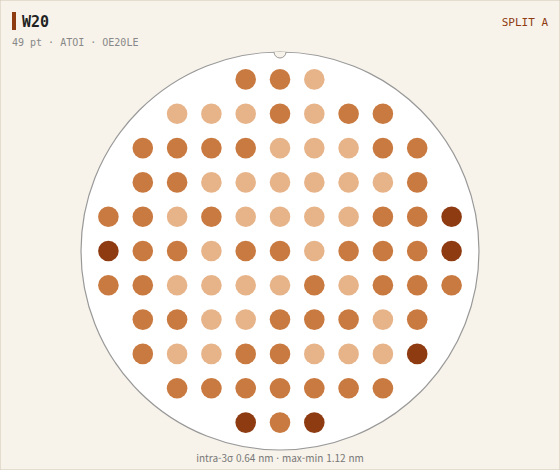 W20
SPLIT A
49 pt · ATOI · OE20LE
intra-3σ 0.64 nm · max-min 1.12 nm